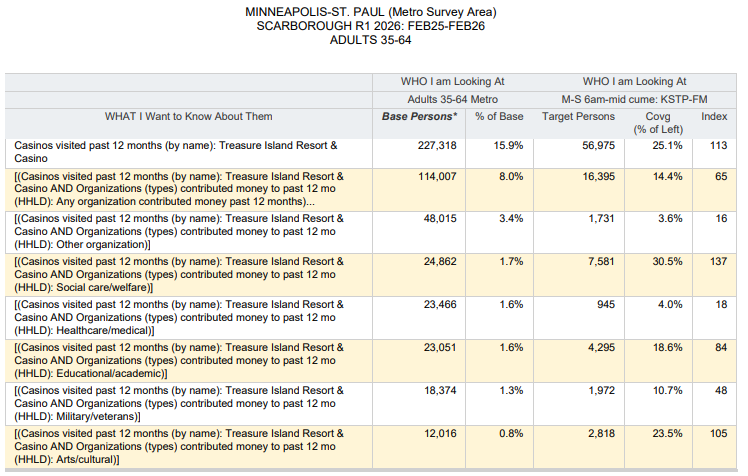 MINNEAPOLIS-ST. PAUL (Metro Survey Area)
SCARBOROUGH R1 2026: FEB25-FEB26
ADULTS 35-64
WHO I am Looking At WHO I am Looking At
Adults 35-64 Metro M-S 6am-mid cume: KSTP-FM
WHAT I Want to Know About Them Base Persons* % of Base Target Persons Covg Index
(% of Left)
Casinos visited past 12 months (by name): Treasure Island Resort & 227,318 15.9% 56,975 25.1% 113
Casino
[(Casinos visited past 12 months (by name): Treasure Island Resort & 114,007 8.0% 16,395 14.4% 65
Casino AND Organizations (types) contributed money to past 12 mo
(HHLD): Any organization contributed money past 12 months)...
[(Casinos visited past 12 months (by name): Treasure Island Resort & 48,015 3.4% 1,731 3.6% 16
Casino AND Organizations (types) contributed money to past 12 mo
(HHLD): Other organization)]
[(Casinos visited past 12 months (by name): Treasure Island Resort & 24,862 1.7% 7,581 30.5% 137
Casino AND Organizations (types) contributed money to past 12 mo
(HHLD): Social care/welfare)]
[(Casinos visited past 12 months (by name): Treasure Island Resort & 23,466 1.6% 945 4.0% 18
Casino AND Organizations (types) contributed money to past 12 mo
(HHLD): Healthcare/medical)]
[(Casinos visited past 12 months (by name): Treasure Island Resort & 23,051 1.6% 4,295 18.6% 84
Casino AND Organizations (types) contributed money to past 12 mo
(HHLD): Educational/academic)]
[(Casinos visited past 12 months (by name): Treasure Island Resort & 18,374 1.3% 1,972 10.7% 48
Casino AND Organizations (types) contributed money to past 12 mo
(HHLD): Military/veterans)]
[(Casinos visited past 12 months (by name): Treasure Island Resort & 12,016 0.8% 2,818 23.5% 105
Casino AND Organizations (types) contributed money to past 12 mo
(HHLD): Arts/cultural)]